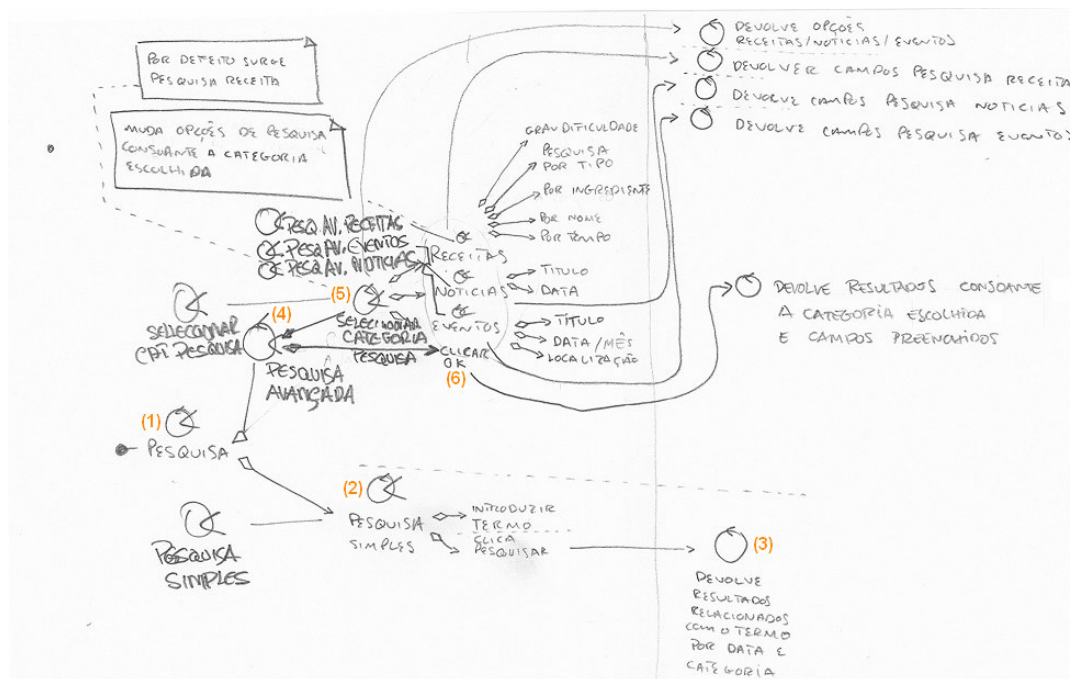 POR DEFEITO SURGE
PESQUISA RECEITA
MUDA OPÇÕES DE PESQUISA
CONSOANTE A CATEGORIA
ESCOLHIDA
DEVOLVE OPÇÕES
RECEITAS/NOTICIAS/EVENTOS
DEVOLVER CAMPOS PESQUISA RECEITA
DEVOLVE CAMPOS PESQUISA NOTICIAS
DEVOLVE CAMPOS PESQUISA EVENTOS
GRAU DIFICULDADE
PESQUISA
POR TIPO
POR INGREDIENTE
POR NOME
POR TEMPO
PESQ AV. RECEITAS
PESQ AV. EVENTOS
PESQ AV. NOTICIAS
RECEITAS
TITULO
DATA
NOTICIAS
(5)
(4)
SELECIONAR
CATEGORIA
PESQUISA
EVENTOS
TÍTULO
DATA/MÊS
LOCALIZAÇÃO
CLICAR
OK
(6)
DEVOLVE RESULTADOS CONSOANTE
A CATEGORIA ESCOLHIDA
E CAMPOS PREENCHIDOS
SELECIONAR
CAT PESQUISA
PESQUISA
AVANÇADA
(1)
PESQUISA
(2)
PESQUISA
SIMPLES
INTRODUZIR
TERMO
CLICA
PESQUISAR
(3)
DEVOLVE
RESULTADOS
RELACIONADOS
COM O TERMO
POR DATA E
CATEGORIA
PESQUISA
SIMPLES